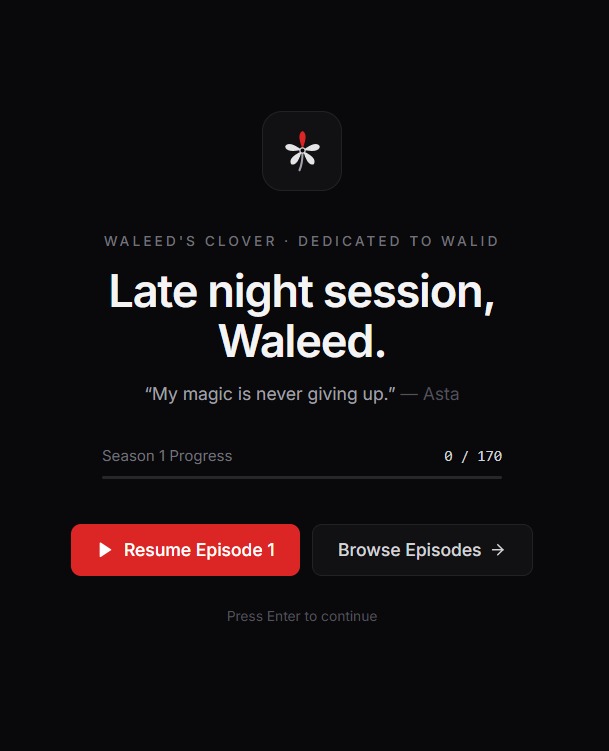 WALEED'S CLOVER · DEDICATED TO WALID
Late night session,
Waleed.
“My magic is never giving up.” — Asta
Season 1 Progress 0 / 170
Resume Episode 1
Browse Episodes →
Press Enter to continue